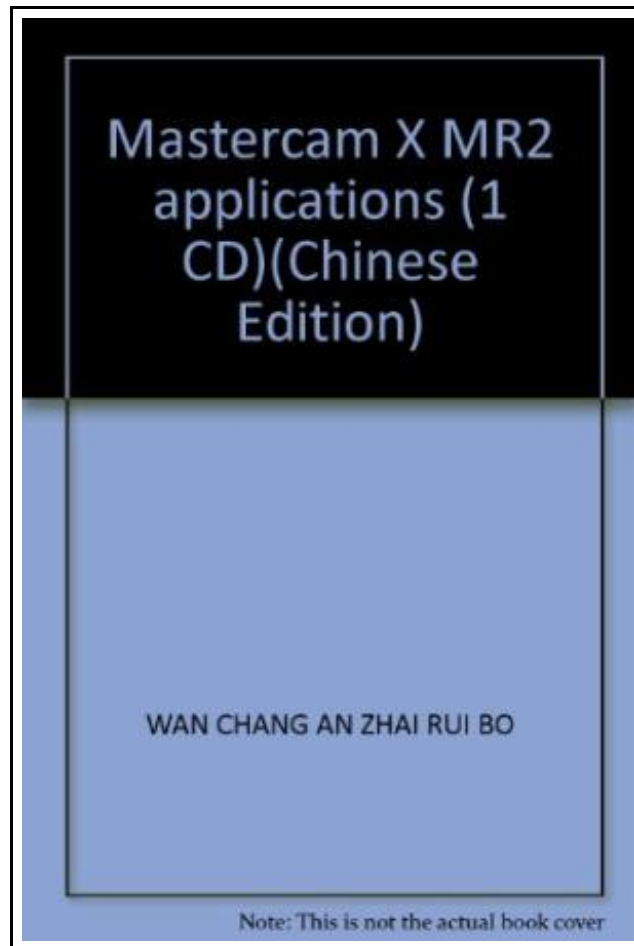 Mastercam X MR2
applications (1
CD)(Chinese
Edition)
WAN CHANG AN ZHAI RUI BO
Note: This is not the actual book cover